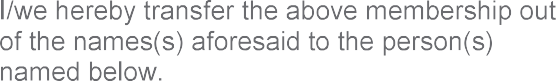 I/we hereby transfer the above membership out
of the names(s) aforesaid to the person(s)
named below.